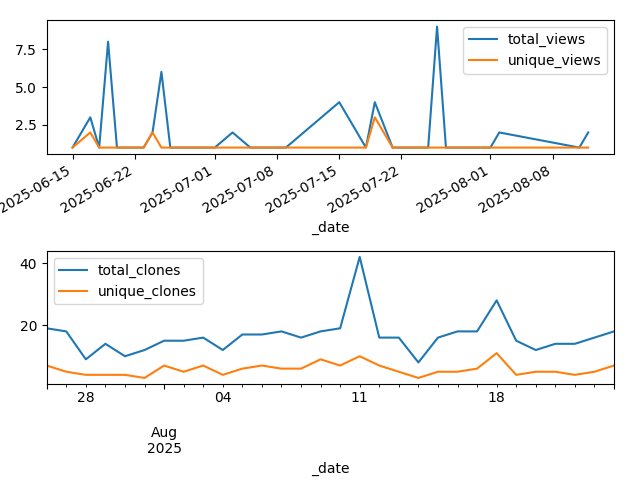 7.5
5.0
2.5
total_views
unique_views
2025-06-15
2025-06-22
2025-07-01
2025-07-08
2025-07-15
2025-07-22
2025-08-01
2025-08-08
_date
40
20
total_clones
unique_clones
28
04
11
18
Aug
2025
_date